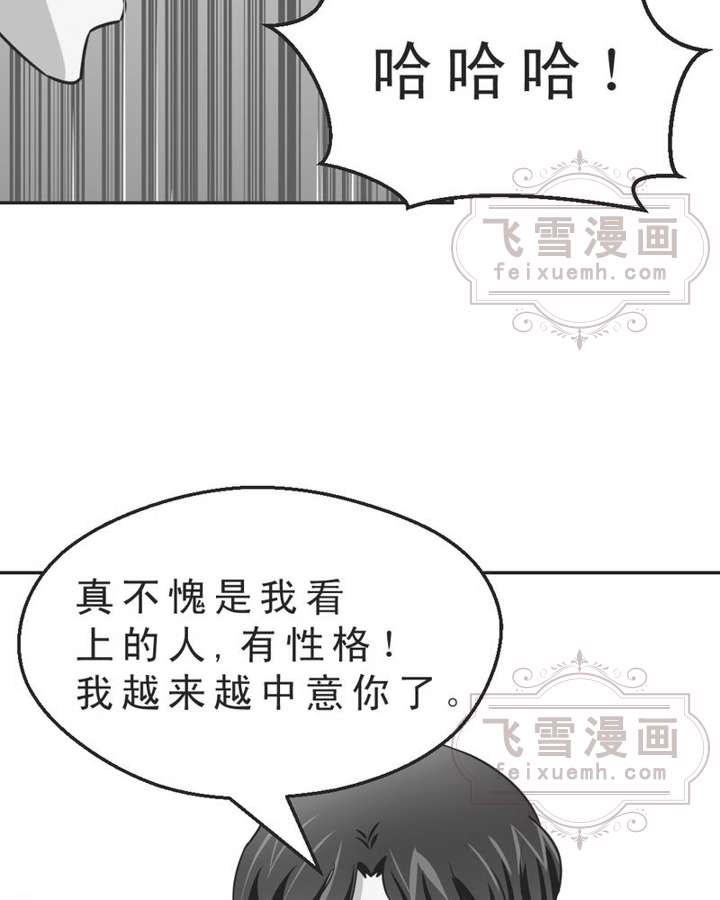 哈哈哈！
飞雪漫画
feixuemh.com
真不愧是我看
上的人，有性格！
我越来越中意你了。
飞雪漫画
feixuemh.com